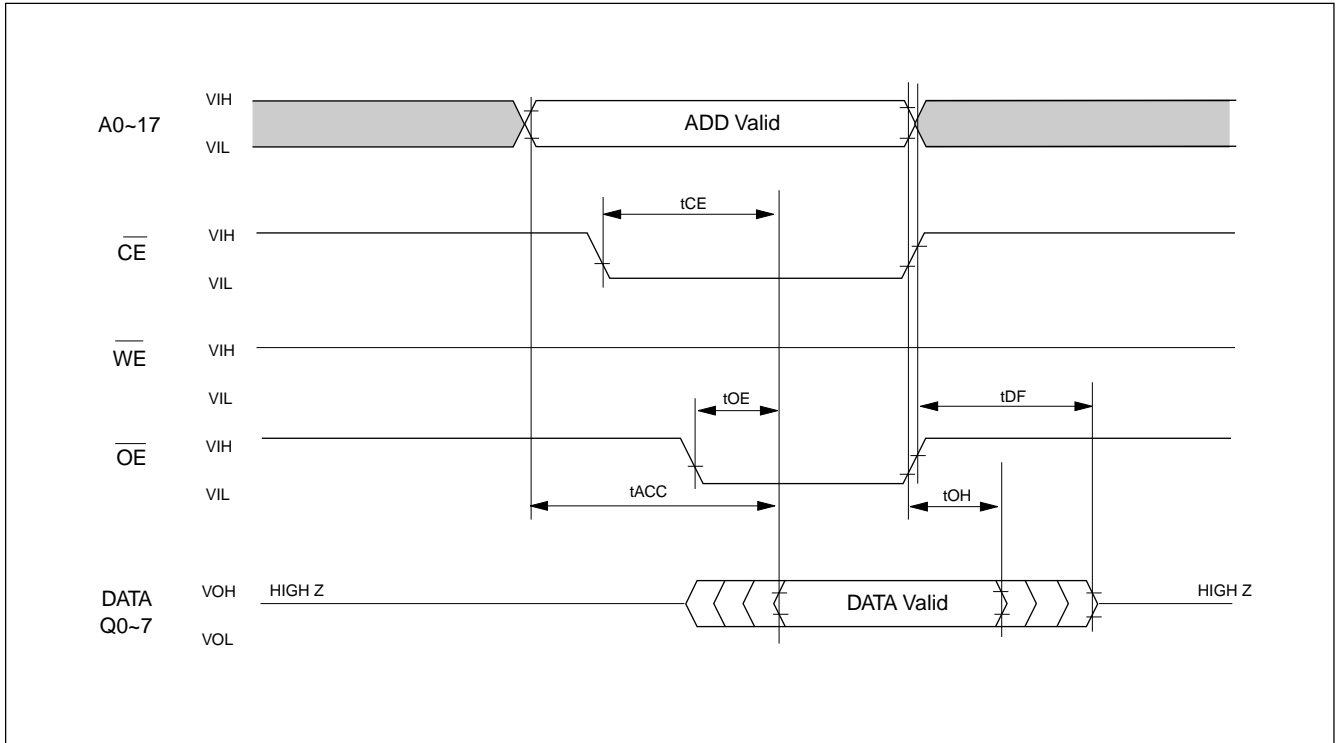 VIH
A0~17
ADD Valid
VIL
tCE
VIH
CE
VIL
VIH
WE
VIL
tOE
tDF
VIH
OE
VIL
tACC
tOH
VOH
HIGH Z
HIGH Z
DATA
DATA Valid
Q0~7
VOL